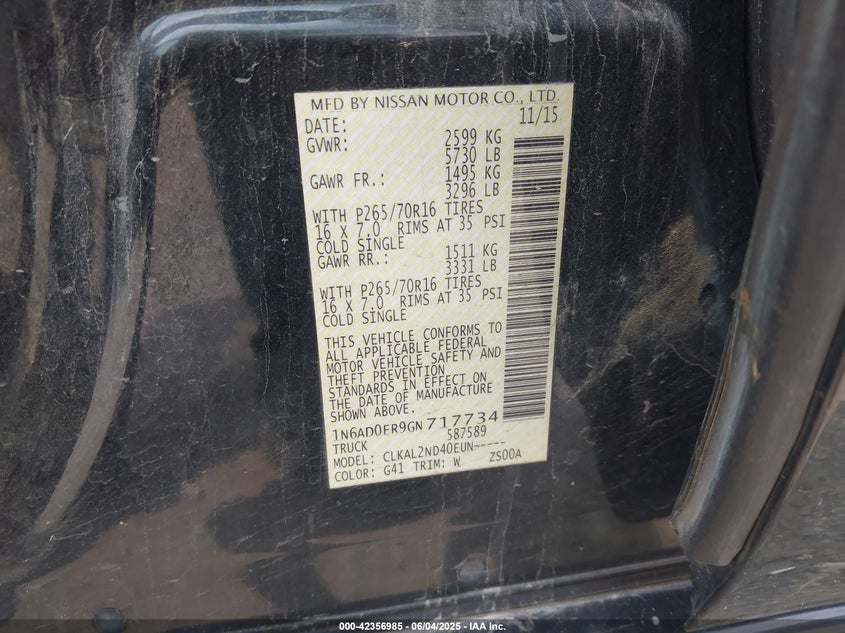 MFD BY NISSAN MOTOR CO., LTD.
DATE: 11/15
GVWR: 2599 KG
5730 LB
GAWR FR.: 1495 KG
3296 LB
WITH P265/70R16 TIRES
16 X 7.0 RIMS AT 35 PSI
COLD SINGLE
GAWR RR.: 1511 KG
3331 LB
WITH P265/70R16 TIRES
16 X 7.0 RIMS AT 35 PSI
COLD SINGLE
THIS VEHICLE CONFORMS TO
ALL APPLICABLE FEDERAL
MOTOR VEHICLE SAFETY AND
THEFT PREVENTION
STANDARDS IN EFFECT ON
THE DATE OF MANUFACTURE
SHOWN ABOVE.
1N6AD0ER9GN717734
TRUCK 587589
MODEL: CLKAL2ND40EUN-----
COLOR: G41 TRIM: W ZS00A
000-42356985 - 06/04/2025 - IAA Inc.